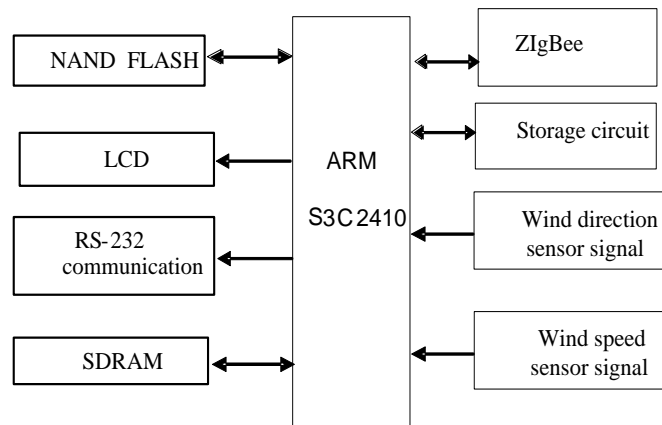 NAND FLASH
LCD
RS-232
communication
SDRAM
ARM
S3C2410
ZIgBee
Storage circuit
Wind direction
sensor signal
Wind speed
sensor signal